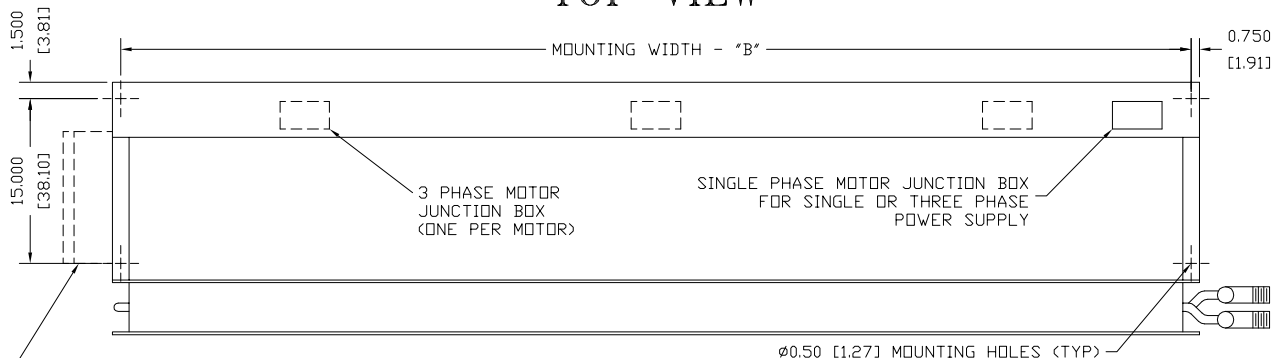 TOP VIEW
1.500
[3.81]
MOUNTING WIDTH - "B"
0.750
[1.91]
15.000
[38.10]
3 PHASE MOTOR
JUNCTION BOX
(ONE PER MOTOR)
SINGLE PHASE MOTOR JUNCTION BOX
FOR SINGLE OR THREE PHASE
POWER SUPPLY
Ø0.50 [1.27] MOUNTING HOLES (TYP)